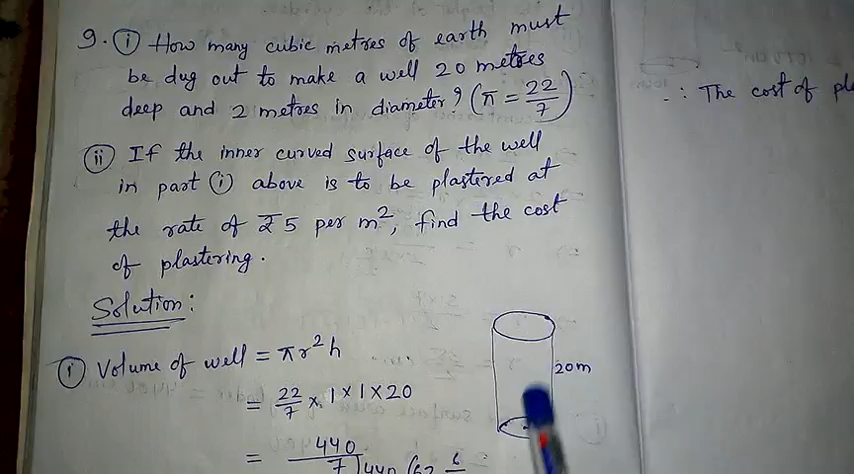 9. (i) How many cubic metres of earth must
be dug out to make a well 20 metres
deep and 2 metres in diameter? (π = 22/7)
(ii) If the inner curved surface of the well
in part (i) above is to be plastered at
the rate of ₹5 per m², find the cost
of plastering.
Solution:
(i) Volume of well = πr²h
= 22/7 × 1 × 1 × 20
= 440/7
20m
∴ The cost of